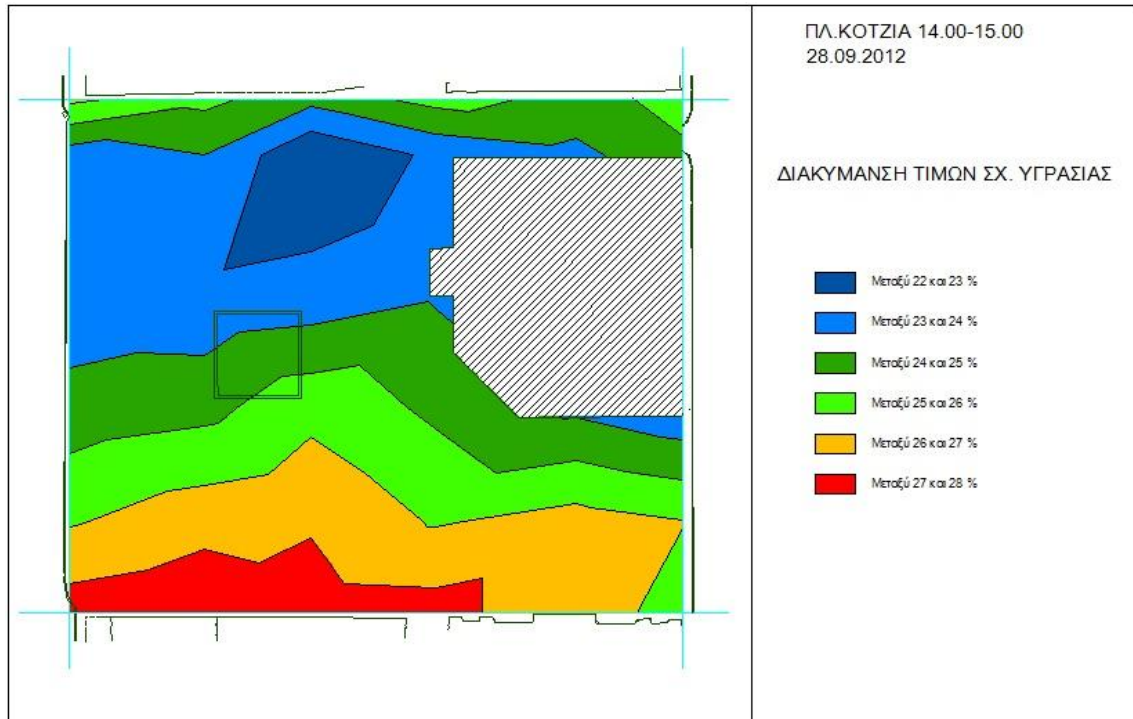 ΠΛ.ΚΟΤΖΙΑ 14.00-15.00
28.09.2012
ΔΙΑΚΥΜΑΝΣΗ ΤΙΜΩΝ ΣΧ. ΥΓΡΑΣΙΑΣ
Μεταξύ 22 και 23 %
Μεταξύ 23 και 24 %
Μεταξύ 24 και 25 %
Μεταξύ 25 και 26 %
Μεταξύ 26 και 27 %
Μεταξύ 27 και 28 %